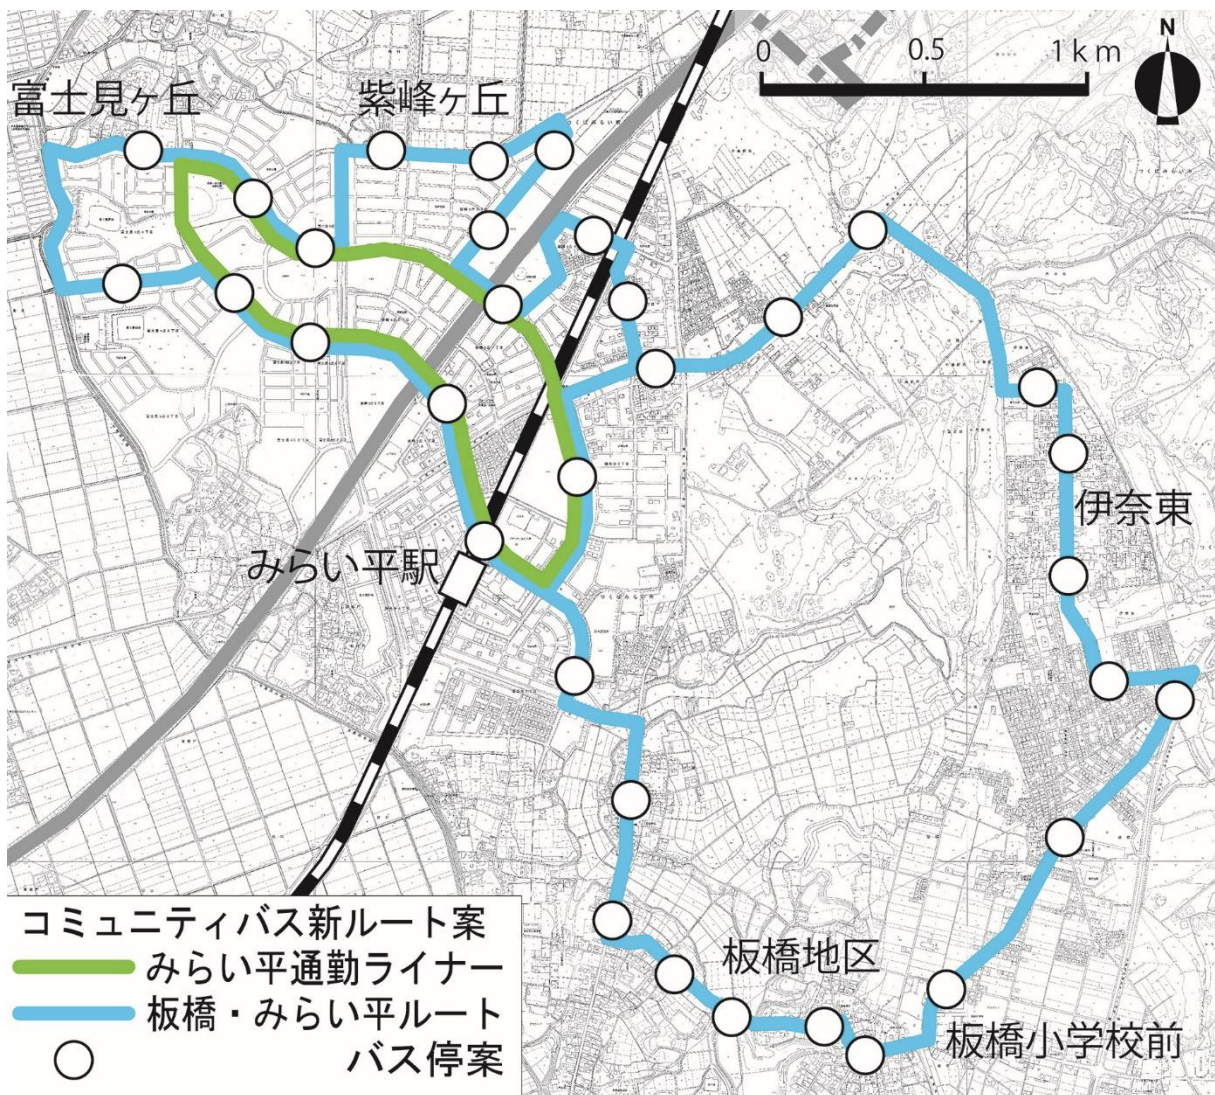 N
0 0.5 1km
富士見ヶ丘
紫峰ヶ丘
伊奈東
みらい平駅
板橋地区
板橋小学校前
コミュニティバス新ルート案
みらい平通勤ライナー
板橋・みらい平ルート
バス停案